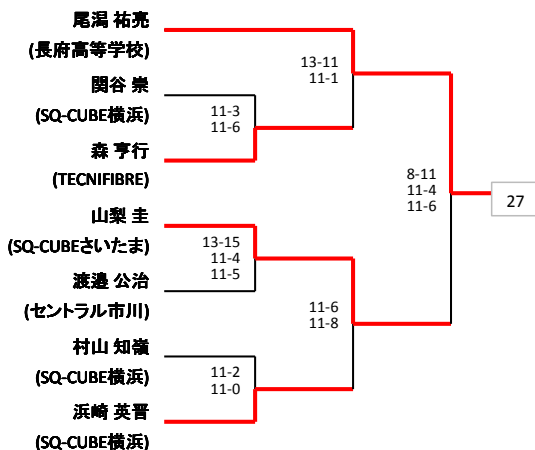 尾潟 祐亮
(長府高等学校)
関谷 崇
(SQ-CUBE横浜)
森 亨行
(TECNIFIBRE)
山梨 圭
(SQ-CUBEさいたま)
渡邉 公治
(セントラル市川)
村山 知嶺
(SQ-CUBE横浜)
浜崎 英晋
(SQ-CUBE横浜)
11-3
11-6
13-15
11-4
11-5
11-2
11-0
13-11
11-1
11-6
11-8
8-11
11-4
11-6
27